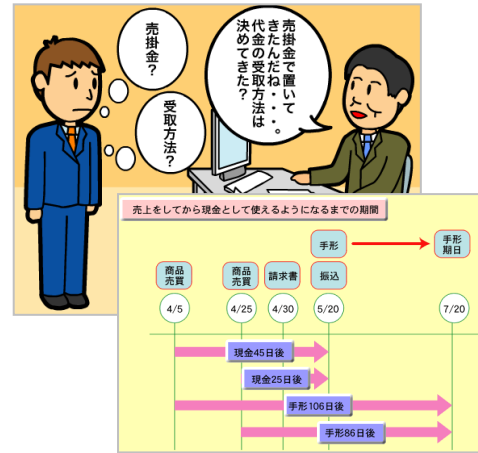 売掛金で置いて
きたんだね・・・。
代金の受取方法は
決めてきた？
売掛金？
受取方法？
売上をしてから現金として使えるようになるまでの期間
手形
手形
期日
商品
売買
商品
売買
請求書
振込
4/5
4/25
4/30
5/20
7/20
現金45日後
現金25日後
手形106日後
手形86日後